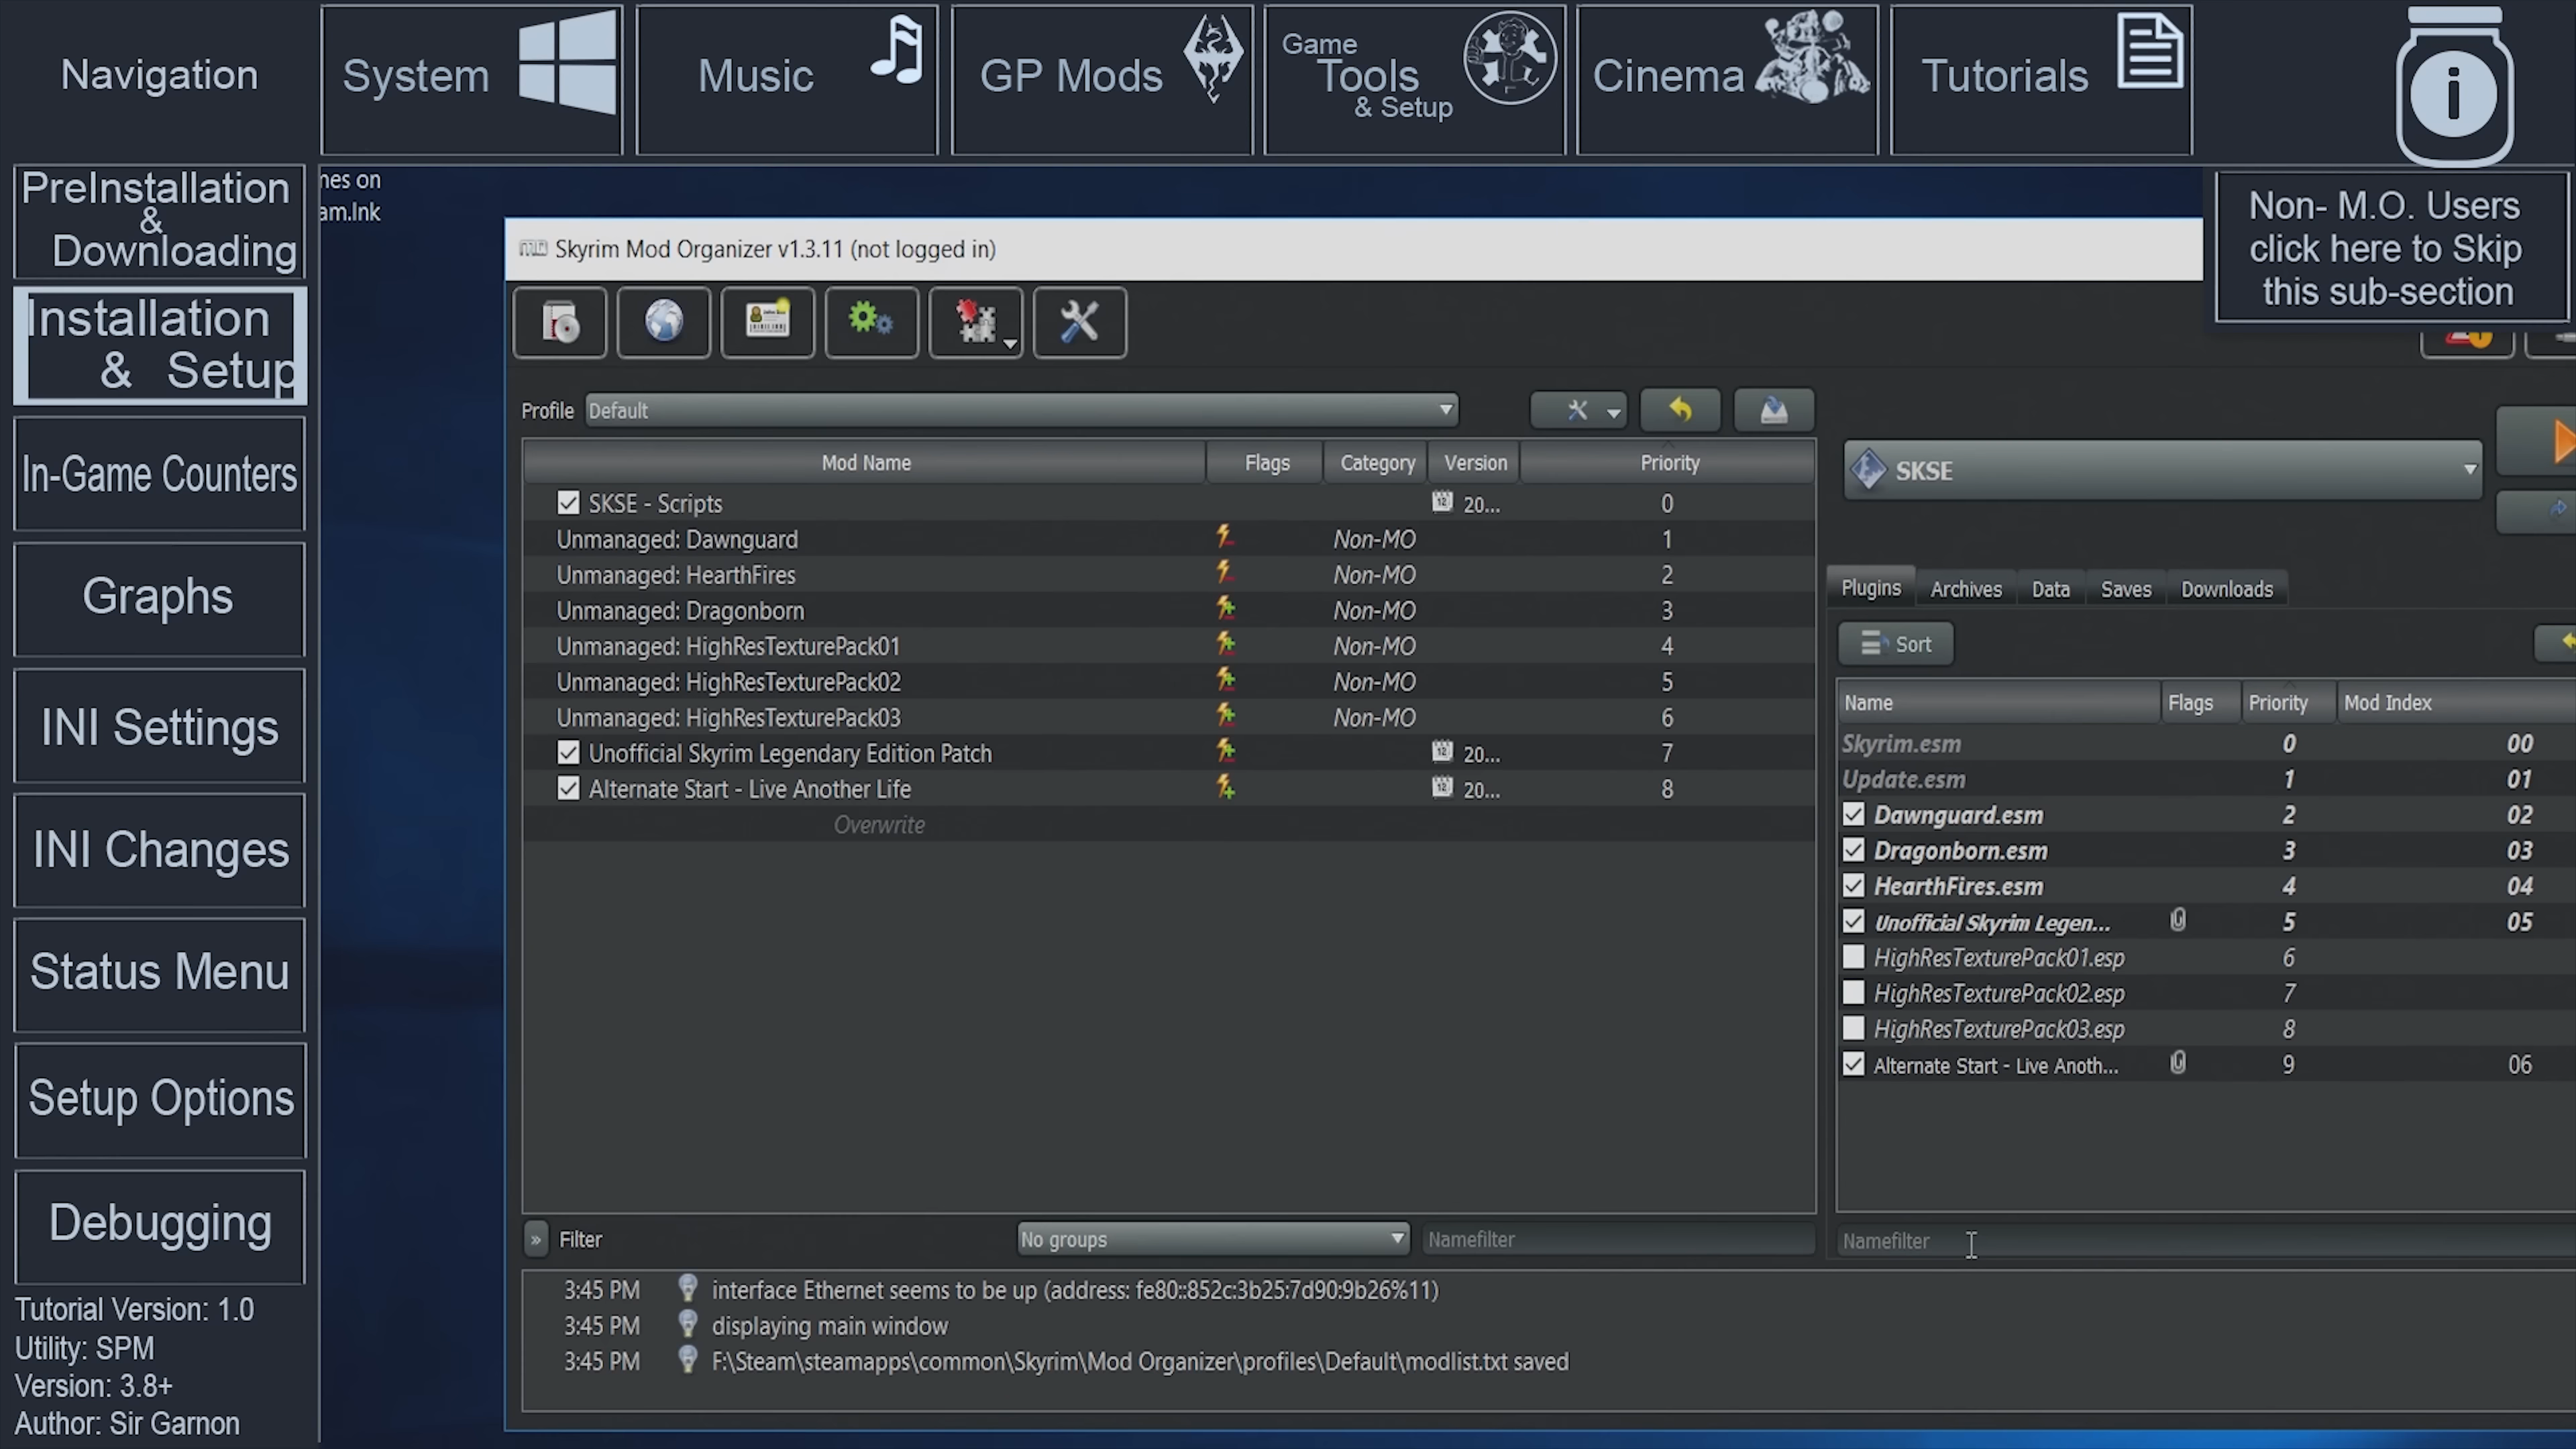 Navigation
System
Music
GP Mods
Game
Tools
& Setup
Cinema
Tutorials
i
PreInstallation
&
Downloading
Installation
& Setup
In-Game Counters
Graphs
INI Settings
INI Changes
Status Menu
Setup Options
Debugging
Tutorial Version: 1.0
Utility: SPM
Version: 3.8+
Author: Sir Garnon
nes on
am.lnk
Non- M.O. Users
click here to Skip
this sub-section
Skyrim Mod Organizer v1.3.11 (not logged in)
Profile Default
Mod Name Flags Category Version Priority
SKSE - Scripts 20... 0
Unmanaged: Dawnguard Non-MO 1
Unmanaged: HearthFires Non-MO 2
Unmanaged: Dragonborn Non-MO 3
Unmanaged: HighResTexturePack01 Non-MO 4
Unmanaged: HighResTexturePack02 Non-MO 5
Unmanaged: HighResTexturePack03 Non-MO 6
Unofficial Skyrim Legendary Edition Patch 20... 7
Alternate Start - Live Another Life 20... 8
Overwrite
» Filter No groups Namefilter
SKSE
Plugins Archives Data Saves Downloads
Sort
Name Flags Priority Mod Index
Skyrim.esm 0 00
Update.esm 1 01
Dawnguard.esm 2 02
Dragonborn.esm 3 03
HearthFires.esm 4 04
Unofficial Skyrim Legen... 5 05
HighResTexturePack01.esp 6
HighResTexturePack02.esp 7
HighResTexturePack03.esp 8
Alternate Start - Live Anoth... 9 06
Namefilter
3:45 PM interface Ethernet seems to be up (address: fe80::852c:3b25:7d90:9b26%11)
3:45 PM displaying main window
3:45 PM F:\Steam\steamapps\common\Skyrim\Mod Organizer\profiles\Default\modlist.txt saved